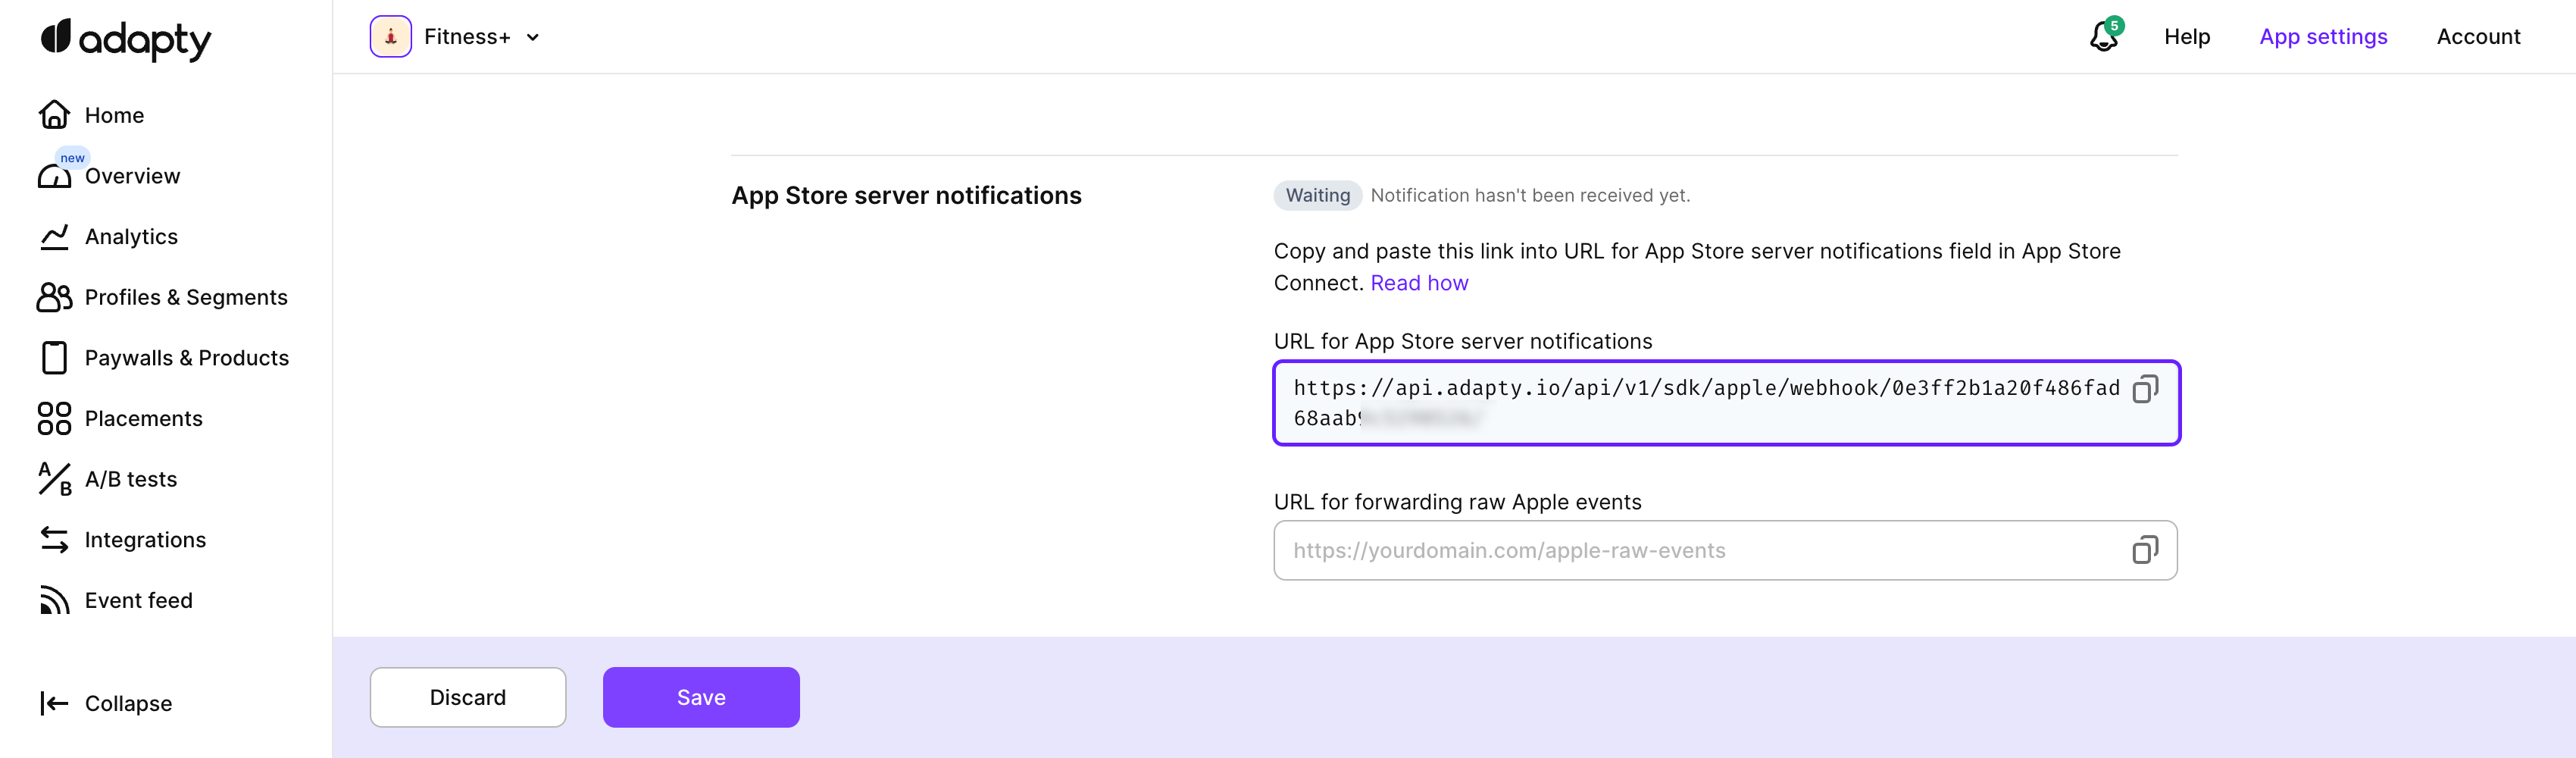 adapty
Fitness+
5
Help
App settings
Account
Home
new
Overview
Analytics
Profiles & Segments
Paywalls & Products
Placements
A/B tests
Integrations
Event feed
Collapse
App Store server notifications
Waiting
Notification hasn't been received yet.
Copy and paste this link into URL for App Store server notifications field in App Store
Connect. Read how
URL for App Store server notifications
https://api.adapty.io/api/v1/sdk/apple/webhook/0e3ff2b1a20f486fad
68aab
URL for forwarding raw Apple events
https://yourdomain.com/apple-raw-events
Discard
Save